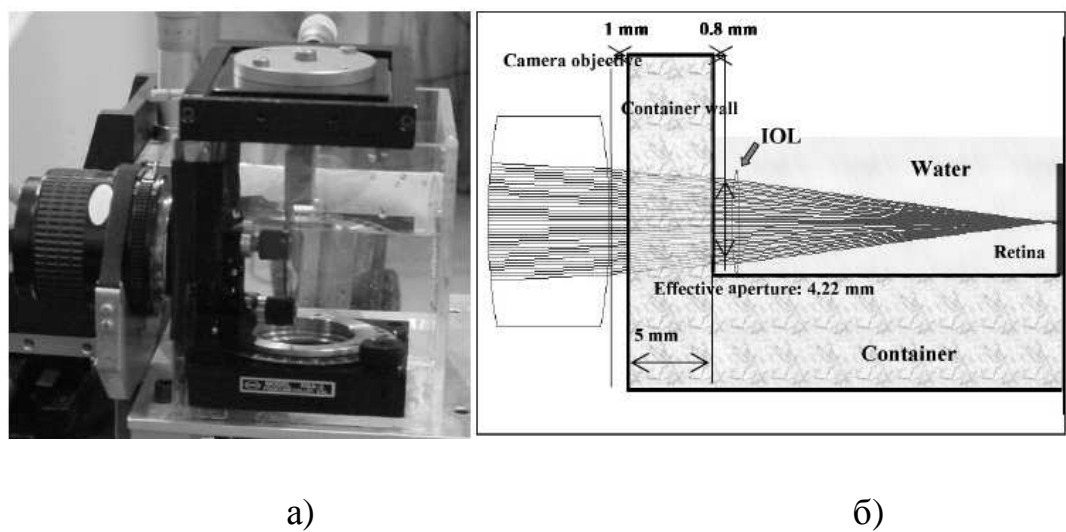 1 mm
0.8 mm
Camera objective
Container wall
IOL
Water
Retina
Effective aperture: 4.22 mm
5 mm
Container
а)
б)